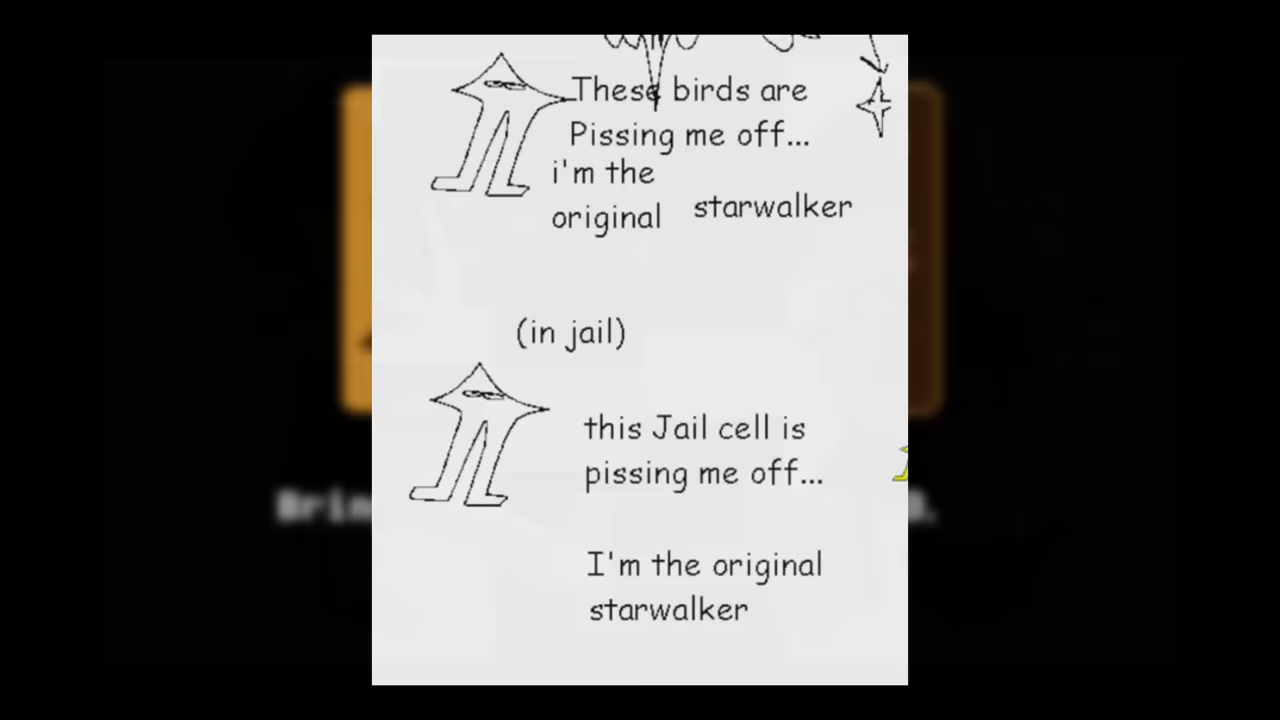 These birds are
Pissing me off...
i'm the
original starwalker
(in jail)
this Jail cell is
pissing me off...
I'm the original
starwalker